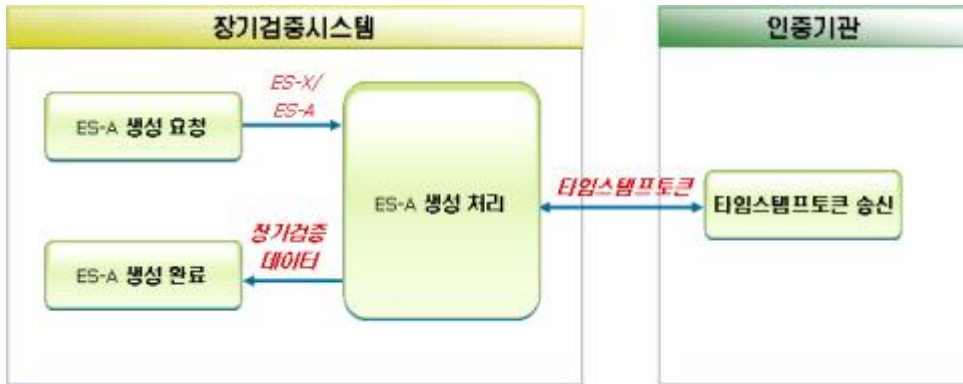 장기검증시스템
인증기관
ES-A 생성 요청
ES-X/
ES-A
ES-A 생성 처리
타임스탬프토큰
타임스탬프토큰 송신
장기검증
데이터
ES-A 생성 완료